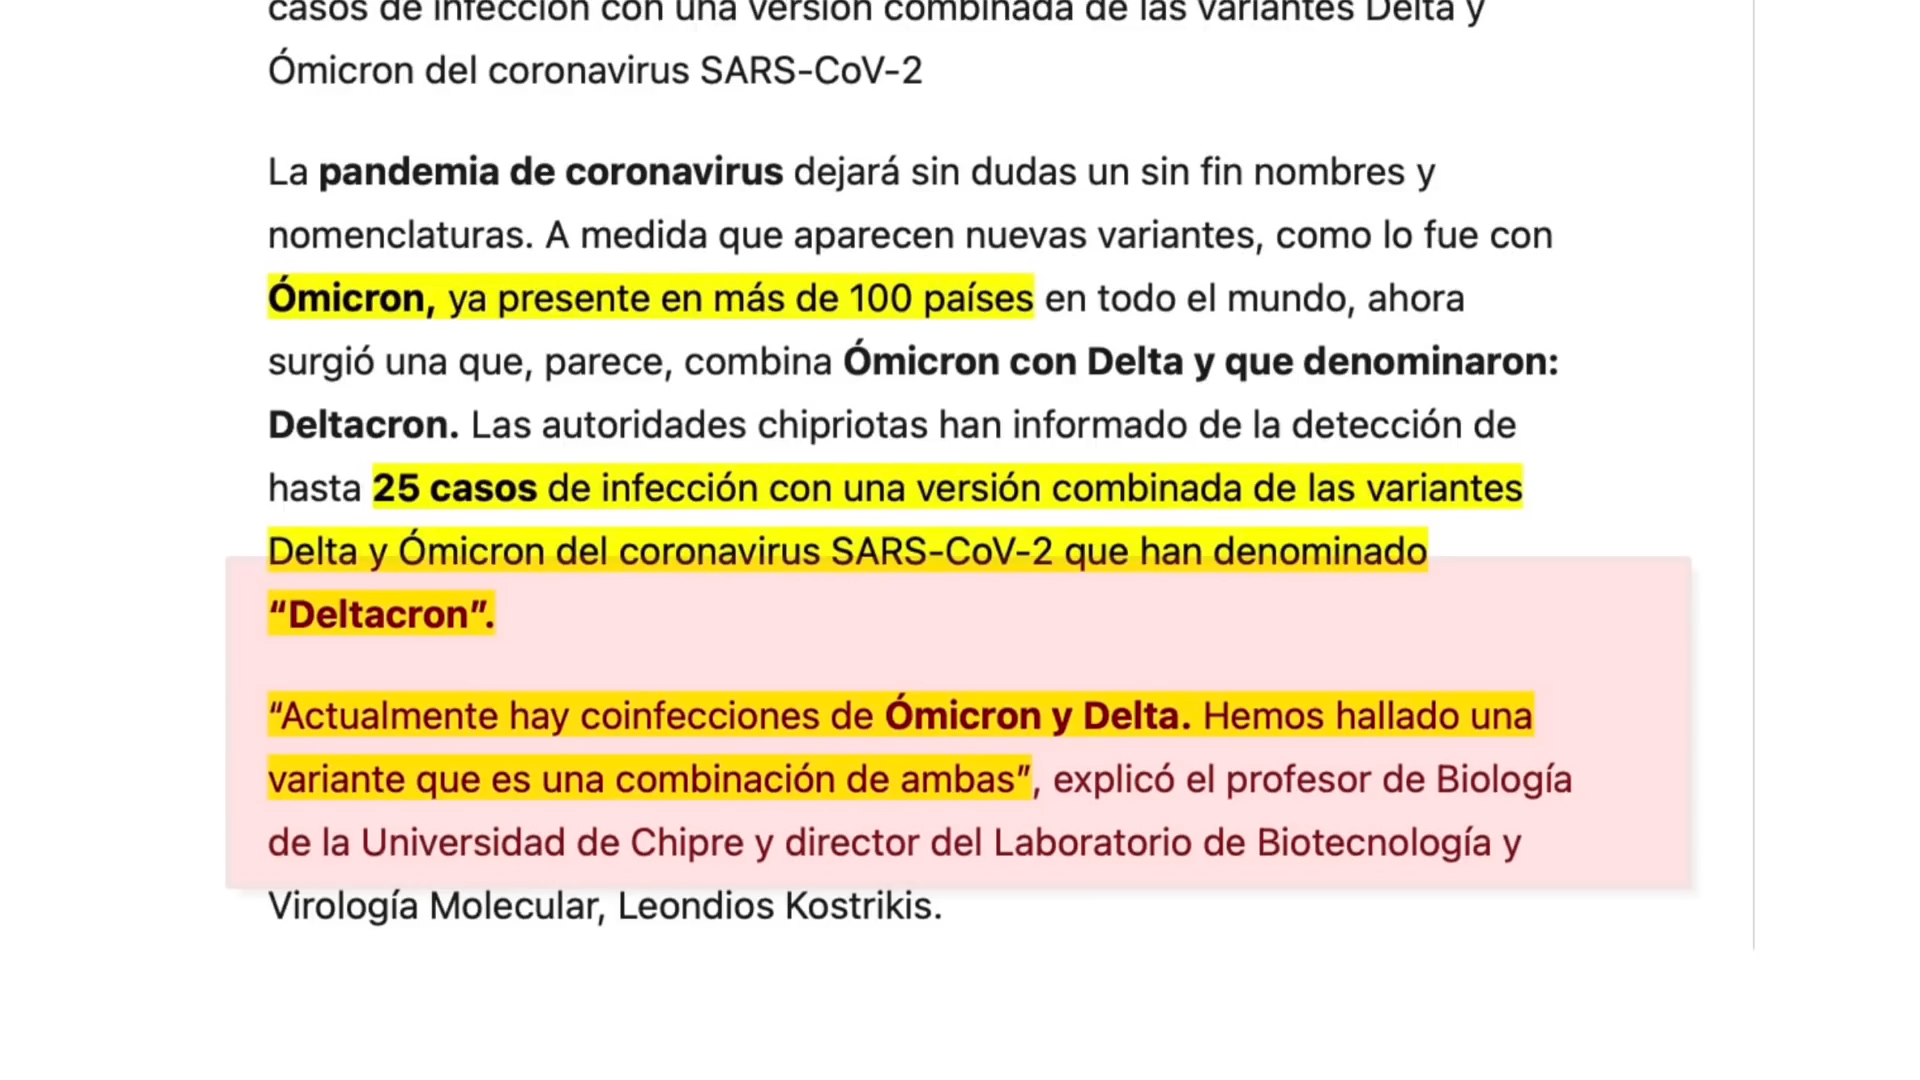 casos de infección con una versión combinada de las variantes Delta y
Ómicron del coronavirus SARS-CoV-2
La pandemia de coronavirus dejará sin dudas un sin fin nombres y
nomenclaturas. A medida que aparecen nuevas variantes, como lo fue con
Ómicron, ya presente en más de 100 países en todo el mundo, ahora
surgió una que, parece, combina Ómicron con Delta y que denominaron:
Deltacron. Las autoridades chipriotas han informado de la detección de
hasta 25 casos de infección con una versión combinada de las variantes
Delta y Ómicron del coronavirus SARS-CoV-2 que han denominado
“Deltacron”.
“Actualmente hay coinfecciones de Ómicron y Delta. Hemos hallado una
variante que es una combinación de ambas”, explicó el profesor de Biología
de la Universidad de Chipre y director del Laboratorio de Biotecnología y
Virología Molecular, Leondios Kostrikis.